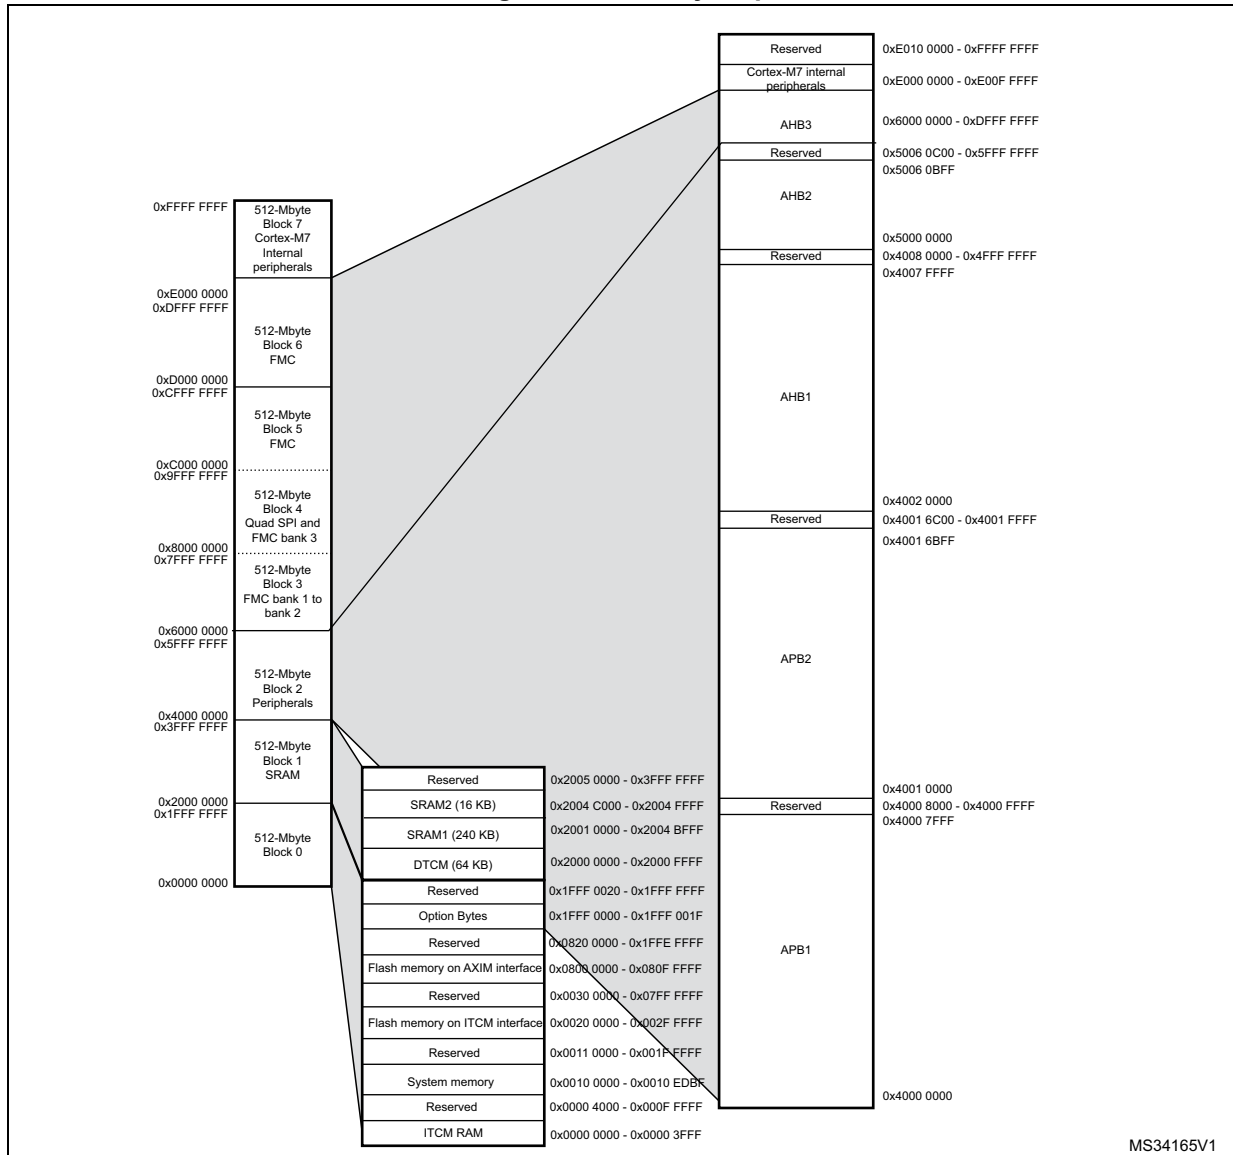 0xFFFF FFFF
512-Mbyte
Block 7
Cortex-M7
Internal
peripherals
0xE000 0000
0xDFFF FFFF
512-Mbyte
Block 6
FMC
0xD000 0000
0xCFFF FFFF
512-Mbyte
Block 5
FMC
0xC000 0000
0x9FFF FFFF
512-Mbyte
Block 4
Quad SPI and
FMC bank 3
0x8000 0000
0x7FFF FFFF
512-Mbyte
Block 3
FMC bank 1 to
bank 2
0x6000 0000
0x5FFF FFFF
512-Mbyte
Block 2
Peripherals
0x4000 0000
0x3FFF FFFF
512-Mbyte
Block 1
SRAM
0x2000 0000
0x1FFF FFFF
512-Mbyte
Block 0
0x0000 0000
Reserved 0x2005 0000 - 0x3FFF FFFF
SRAM2 (16 KB) 0x2004 C000 - 0x2004 FFFF
SRAM1 (240 KB) 0x2001 0000 - 0x2004 BFFF
DTCM (64 KB) 0x2000 0000 - 0x2000 FFFF
Reserved 0x1FFF 0020 - 0x1FFF FFFF
Option Bytes 0x1FFF 0000 - 0x1FFF 001F
Reserved 0x0820 0000 - 0x1FFE FFFF
Flash memory on AXIM interface 0x0800 0000 - 0x080F FFFF
Reserved 0x0030 0000 - 0x07FF FFFF
Flash memory on ITCM interface 0x0020 0000 - 0x002F FFFF
Reserved 0x0011 0000 - 0x001F FFFF
System memory 0x0010 0000 - 0x0010 EDBF
Reserved 0x0000 4000 - 0x000F FFFF
ITCM RAM 0x0000 0000 - 0x0000 3FFF
Reserved 0xE010 0000 - 0xFFFF FFFF
Cortex-M7 internal
peripherals 0xE000 0000 - 0xE00F FFFF
AHB3 0x6000 0000 - 0xDFFF FFFF
Reserved 0x5006 0C00 - 0x5FFF FFFF
0x5006 0BFF
AHB2
0x5000 0000
Reserved 0x4008 0000 - 0x4FFF FFFF
0x4007 FFFF
AHB1
0x4002 0000
Reserved 0x4001 6C00 - 0x4001 FFFF
0x4001 6BFF
APB2
0x4001 0000
Reserved 0x4000 8000 - 0x4000 FFFF
0x4000 7FFF
APB1
0x4000 0000
MS34165V1